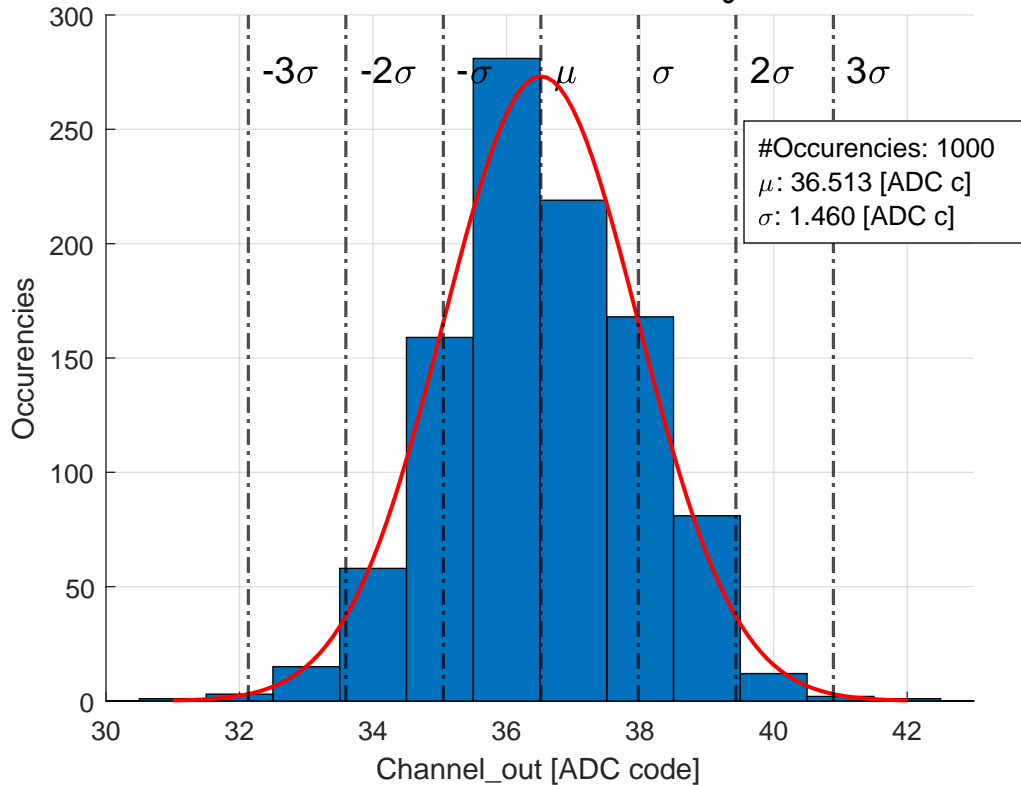 300
250
200
150
100
50
0
Occurencies
-3σ -2σ -σ μ σ 2σ 3σ
#Occurencies: 1000
μ: 36.513 [ADC c]
σ: 1.460 [ADC c]
30 32 34 36 38 40 42
Channel_out [ADC code]